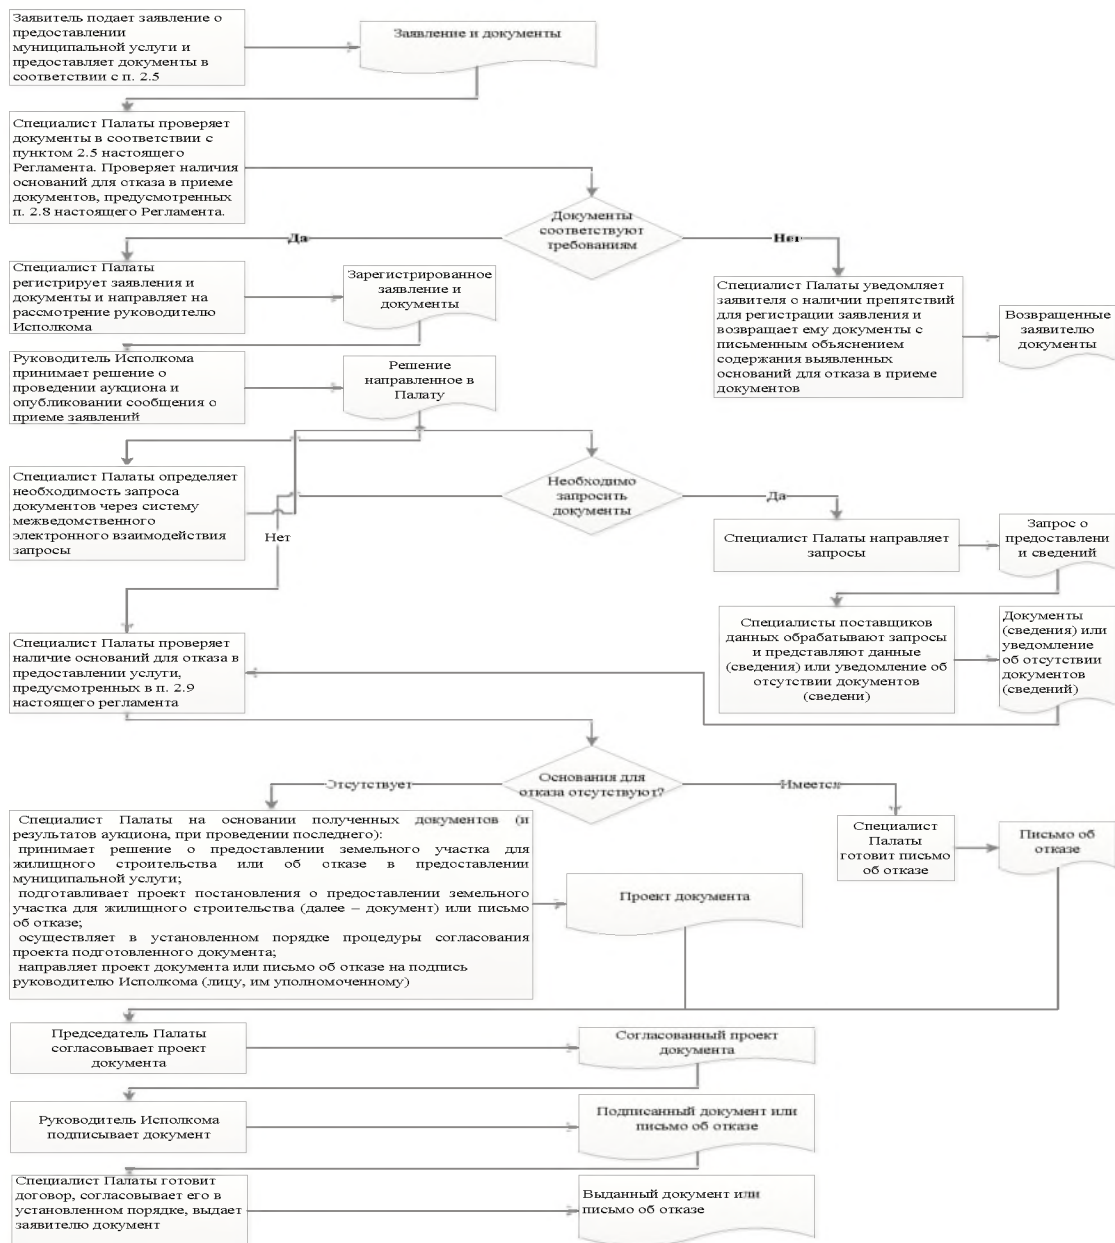 Заявитель подает заявление о
предоставлении
муниципальной услуги и
предоставляет документы в
соответствии с п. 2.5
Заявление и документы
Специалист Палаты проверяет
документы в соответствии с
пунктом 2.5 настоящего
Регламента. Проверяет наличия
оснований для отказа в приеме
документов, предусмотренных
п. 2.8 настоящего Регламента.
Документы
соответствуют
требованиям
Да
Нет
Специалист Палаты
регистрирует заявления и
документы и направляет на
рассмотрение руководителю
Исполкома
Зарегистрированное
заявление и
документы
Специалист Палаты уведомляет
заявителя о наличии препятствий
для регистрации заявления и
возвращает ему документы с
письменным объяснением
содержания выявленных
оснований для отказа в приеме
документов
Возвращенные
заявителю
документы
Руководитель Исполкома
принимает решение о
проведении аукциона и
опубликовании сообщения о
приеме заявлений
Решение
направленное в
Палату
Специалист Палаты определяет
необходимость запроса
документов через систему
межведомственного
электронного взаимодействия
запросы
Необходимо
запросить
документы
Да
Нет
Специалист Палаты направляет
запросы
Запрос о
предоставлени
и сведений
Специалисты поставщиков
данных обрабатывают запросы
и представляют данные
(сведения) или уведомление об
отсутствии документов
(сведени)
Документы
(сведения) или
уведомление
об отсутствии
документов
(сведений)
Специалист Палаты проверяет
наличие оснований для отказа в
предоставлении услуги,
предусмотренных в п. 2.9
настоящего регламента
Основания для
отказа отсутствуют?
Отсутствует
Имеется
Специалист Палаты на основании полученных документов (и
результатов аукциона, при проведении последнего):
принимает решение о предоставлении земельного участка для
жилищного строительства или об отказе в предоставлении
муниципальной услуги;
подготавливает проект постановления о предоставлении земельного
участка для жилищного строительства (далее – документ) или письмо
об отказе;
осуществляет в установленном порядке процедуры согласования
проекта подготовленного документа;
направляет проект документа или письмо об отказе на подпись
руководителю Исполкома (лицу, им уполномоченному)
Проект документа
Специалист
Палаты
готовит письмо
об отказе
Письмо об
отказе
Председатель Палаты
согласовывает проект
документа
Согласованный проект
документа
Руководитель Исполкома
подписывает документ
Подписанный документ или
письмо об отказе
Специалист Палаты готовит
договор, согласовывает его в
установленном порядке, выдает
заявителю документ
Выданный документ или
письмо об отказе